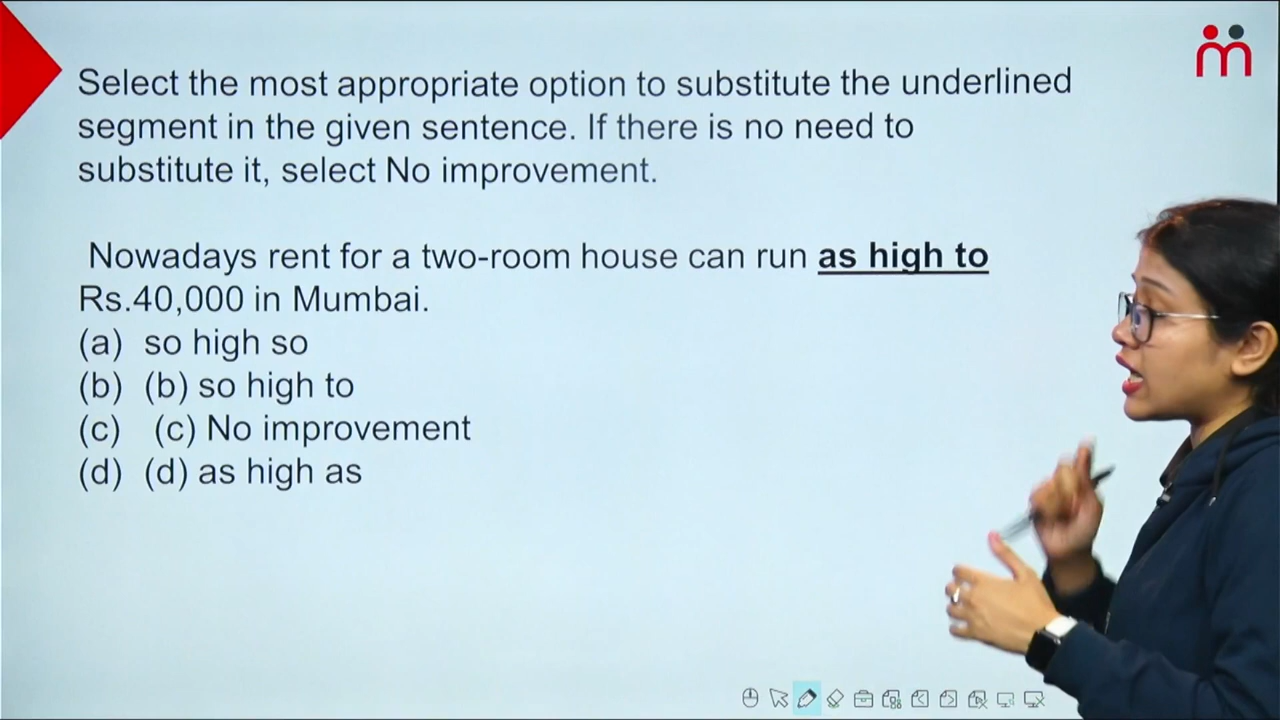 Select the most appropriate option to substitute the underlined
segment in the given sentence. If there is no need to
substitute it, select No improvement.
Nowadays rent for a two-room house can run as high to
Rs.40,000 in Mumbai.
(a) so high so
(b) (b) so high to
(c) (c) No improvement
(d) (d) as high as